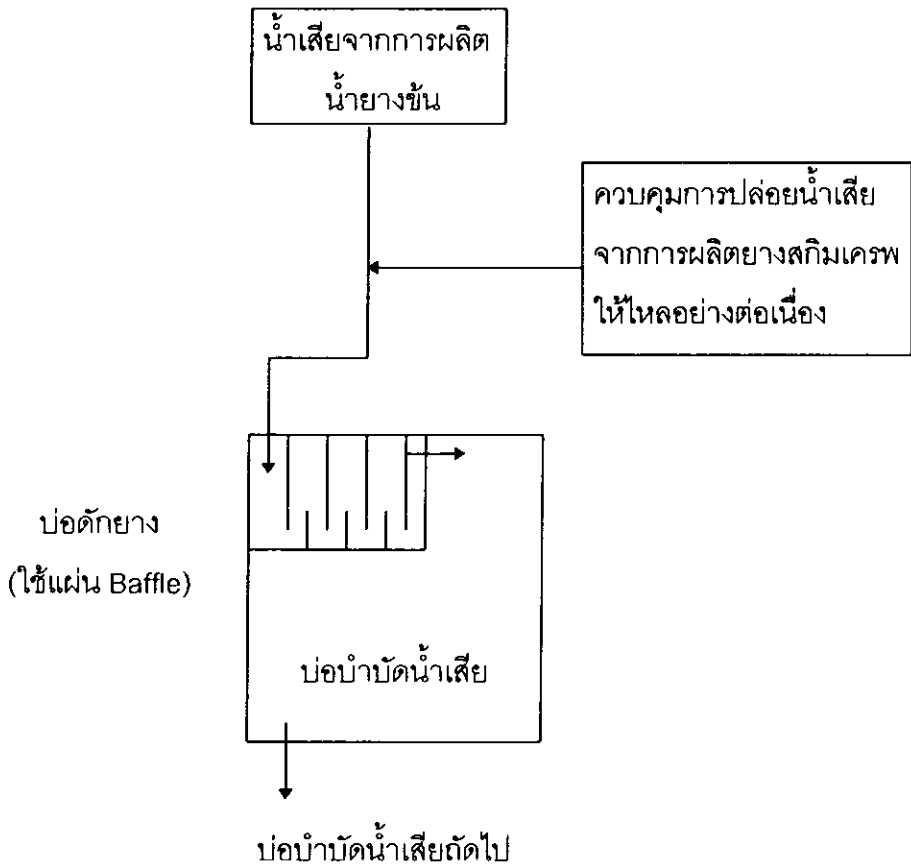 น้ำเสียจากการผลิต
น้ำยางข้น
ควบคุมการปล่อยน้ำเสีย
จากการผลิตยางสกิมเครพ
ให้ไหลอย่างต่อเนื่อง
บ่อดักยาง
(ใช้แผ่น Baffle)
บ่อบำบัดน้ำเสีย
บ่อบำบัดน้ำเสียถัดไป